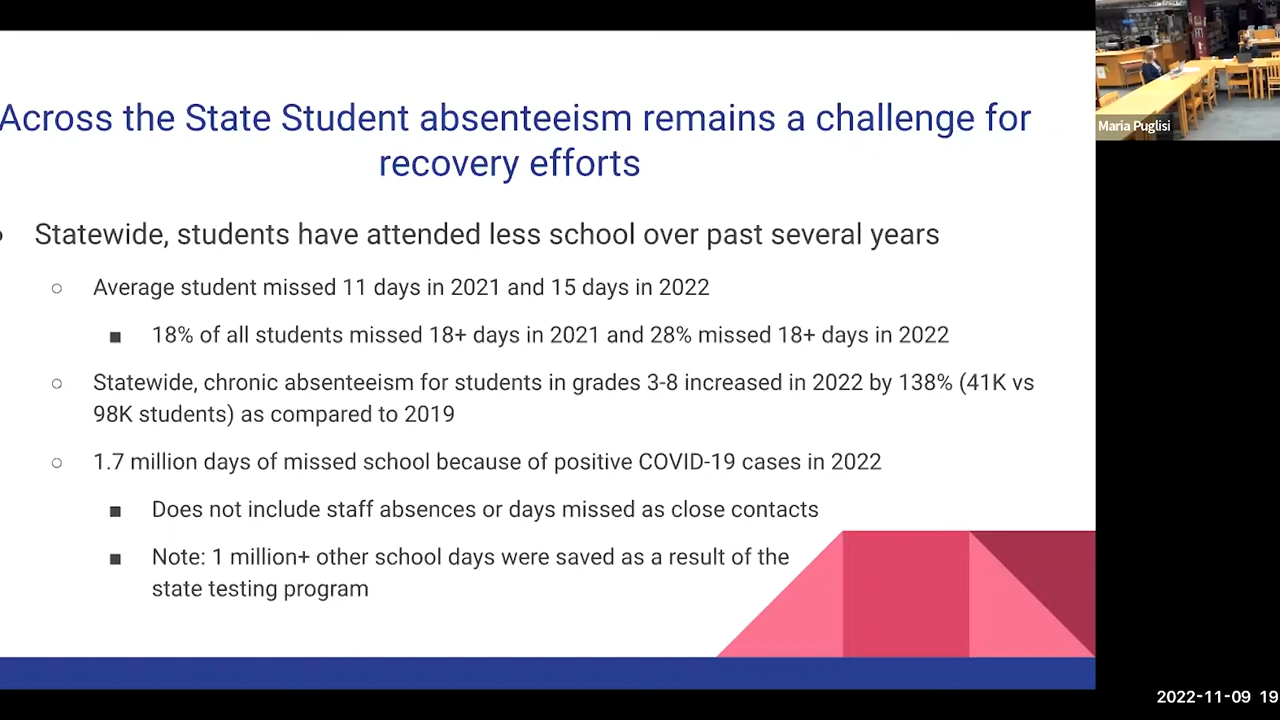 Across the State Student absenteeism remains a challenge for
recovery efforts
Statewide, students have attended less school over past several years
Average student missed 11 days in 2021 and 15 days in 2022
18% of all students missed 18+ days in 2021 and 28% missed 18+ days in 2022
Statewide, chronic absenteeism for students in grades 3-8 increased in 2022 by 138% (41K vs
98K students) as compared to 2019
1.7 million days of missed school because of positive COVID-19 cases in 2022
Does not include staff absences or days missed as close contacts
Note: 1 million+ other school days were saved as a result of the
state testing program
Maria Puglisi
2022-11-09 19